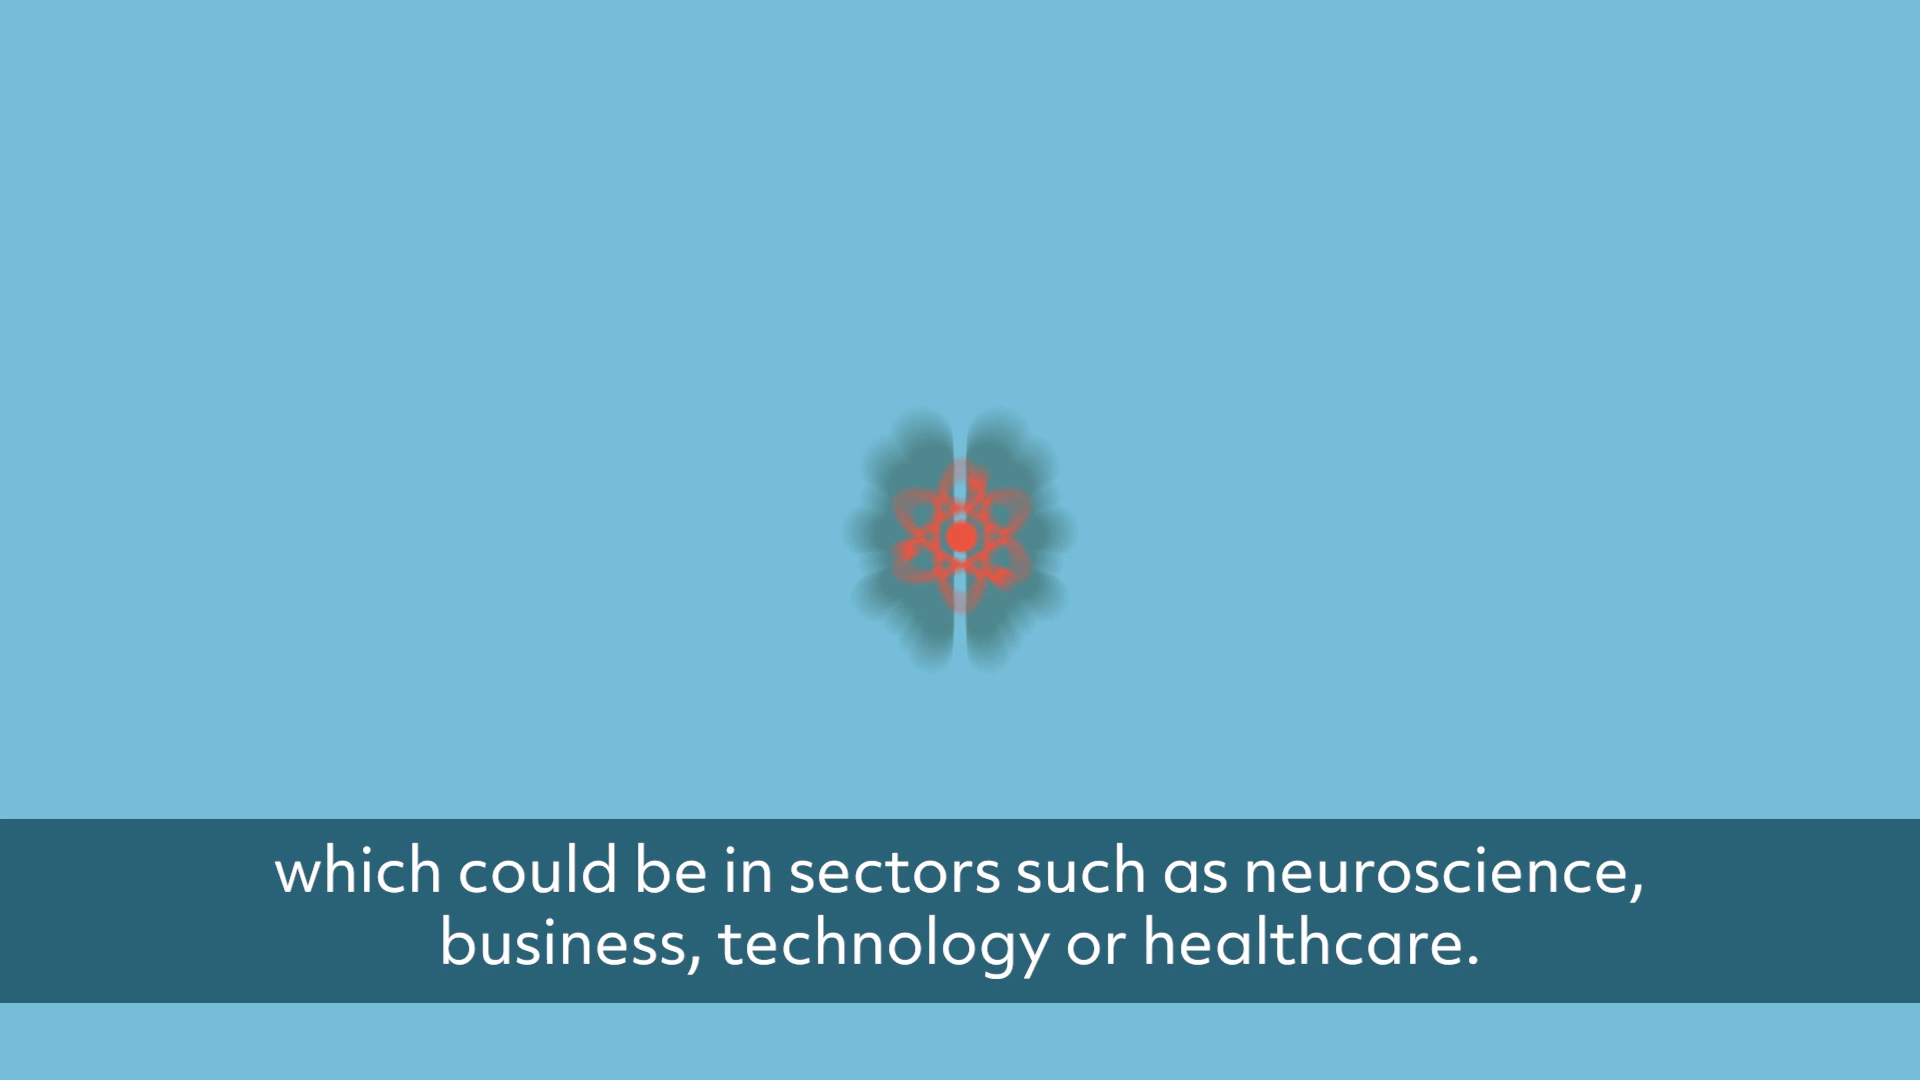 which could be in sectors such as neuroscience,
business, technology or healthcare.